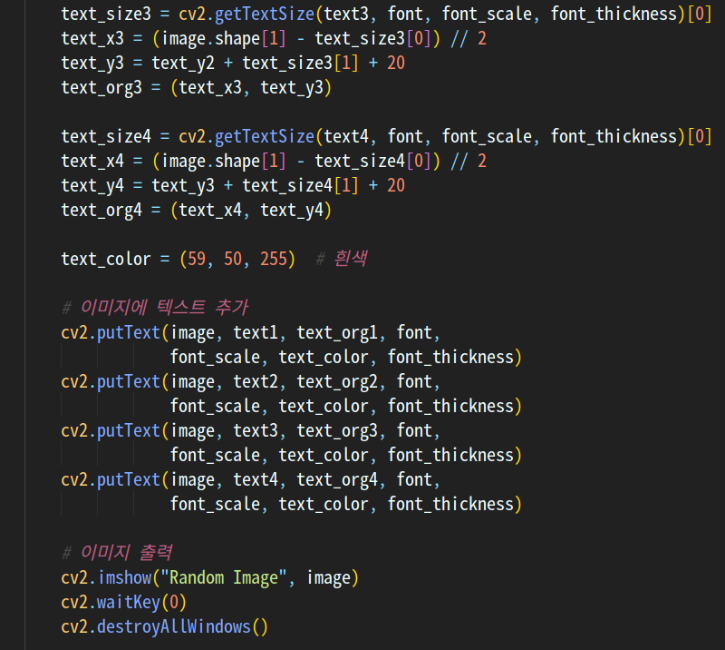 text_size3 = cv2.getTextSize(text3, font, font_scale, font_thickness)[0]
text_x3 = (image.shape[1] - text_size3[0]) // 2
text_y3 = text_y2 + text_size3[1] + 20
text_org3 = (text_x3, text_y3)
text_size4 = cv2.getTextSize(text4, font, font_scale, font_thickness)[0]
text_x4 = (image.shape[1] - text_size4[0]) // 2
text_y4 = text_y3 + text_size4[1] + 20
text_org4 = (text_x4, text_y4)
text_color = (59, 50, 255)  # 흰색
# 이미지에 텍스트 추가
cv2.putText(image, text1, text_org1, font,
font_scale, text_color, font_thickness)
cv2.putText(image, text2, text_org2, font,
font_scale, text_color, font_thickness)
cv2.putText(image, text3, text_org3, font,
font_scale, text_color, font_thickness)
cv2.putText(image, text4, text_org4, font,
font_scale, text_color, font_thickness)
# 이미지 출력
cv2.imshow("Random Image", image)
cv2.waitKey(0)
cv2.destroyAllWindows()